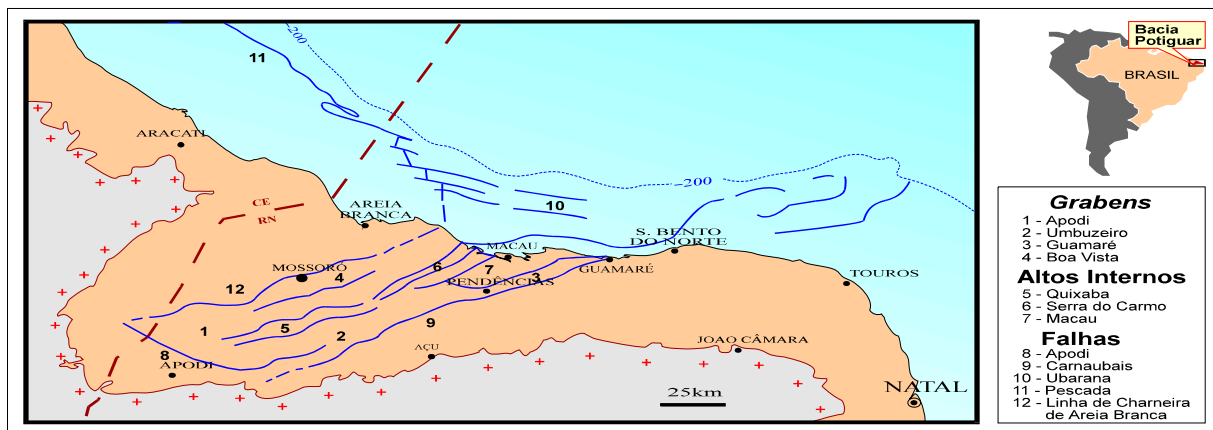 11
-200
ARACATI
CE
RN
AREIA
BRANCA
-200
10
S. BENTO
DO NORTE
MACAU
MOSSORÓ
4
6
7
GUAMARÉ
TOUROS
12
PENDÊNCIAS
3
1
5
2
9
8
APODI
AÇU
JOAO CÂMARA
25km
NATAL
Bacia
Potiguar
BRASIL
Grabens
1 - Apodi
2 - Umbuzeiro
3 - Guamaré
4 - Boa Vista
Altos Internos
5 - Quixaba
6 - Serra do Carmo
7 - Macau
Falhas
8 - Apodi
9 - Carnaubais
10 - Ubarana
11 - Pescada
12 - Linha de Charneira
de Areia Branca